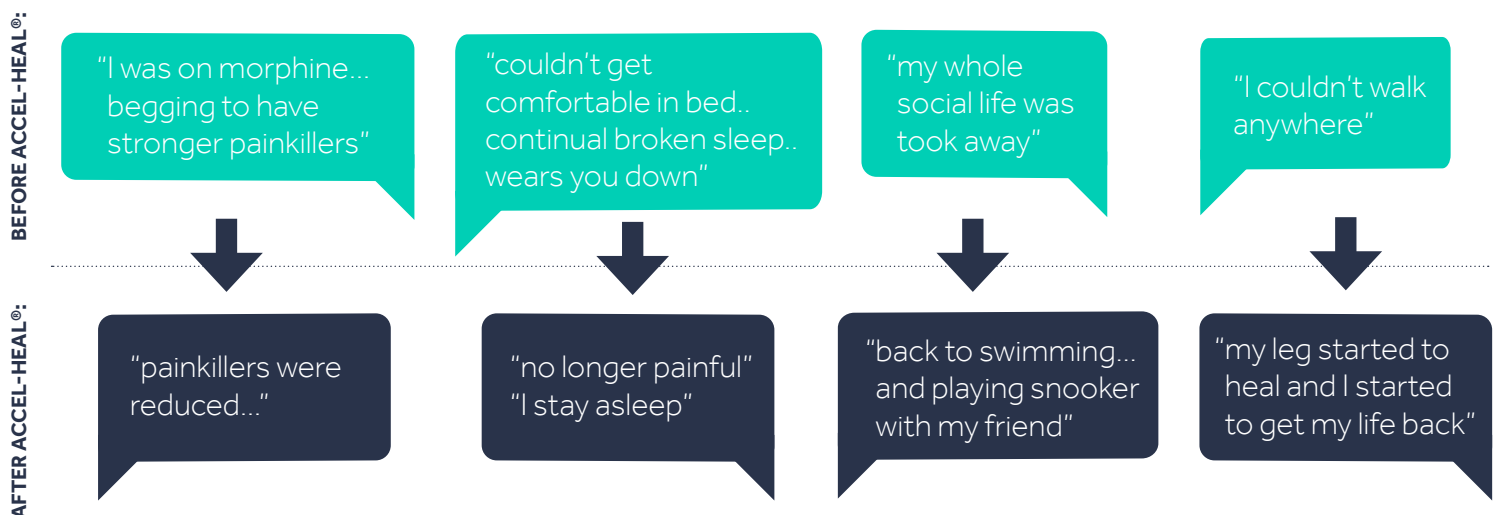 BEFORE ACCEL-HEAL®:
“I was on morphine...
begging to have
stronger painkillers”
“couldn’t get
comfortable in bed..
continual broken sleep..
wears you down”
“my whole
social life was
took away”
“I couldn’t walk
anywhere”
AFTER ACCEL-HEAL®:
“painkillers were
reduced...”
“no longer painful”
“I stay asleep”
“back to swimming...
and playing snooker
with my friend”
“my leg started to
heal and I started
to get my life back”